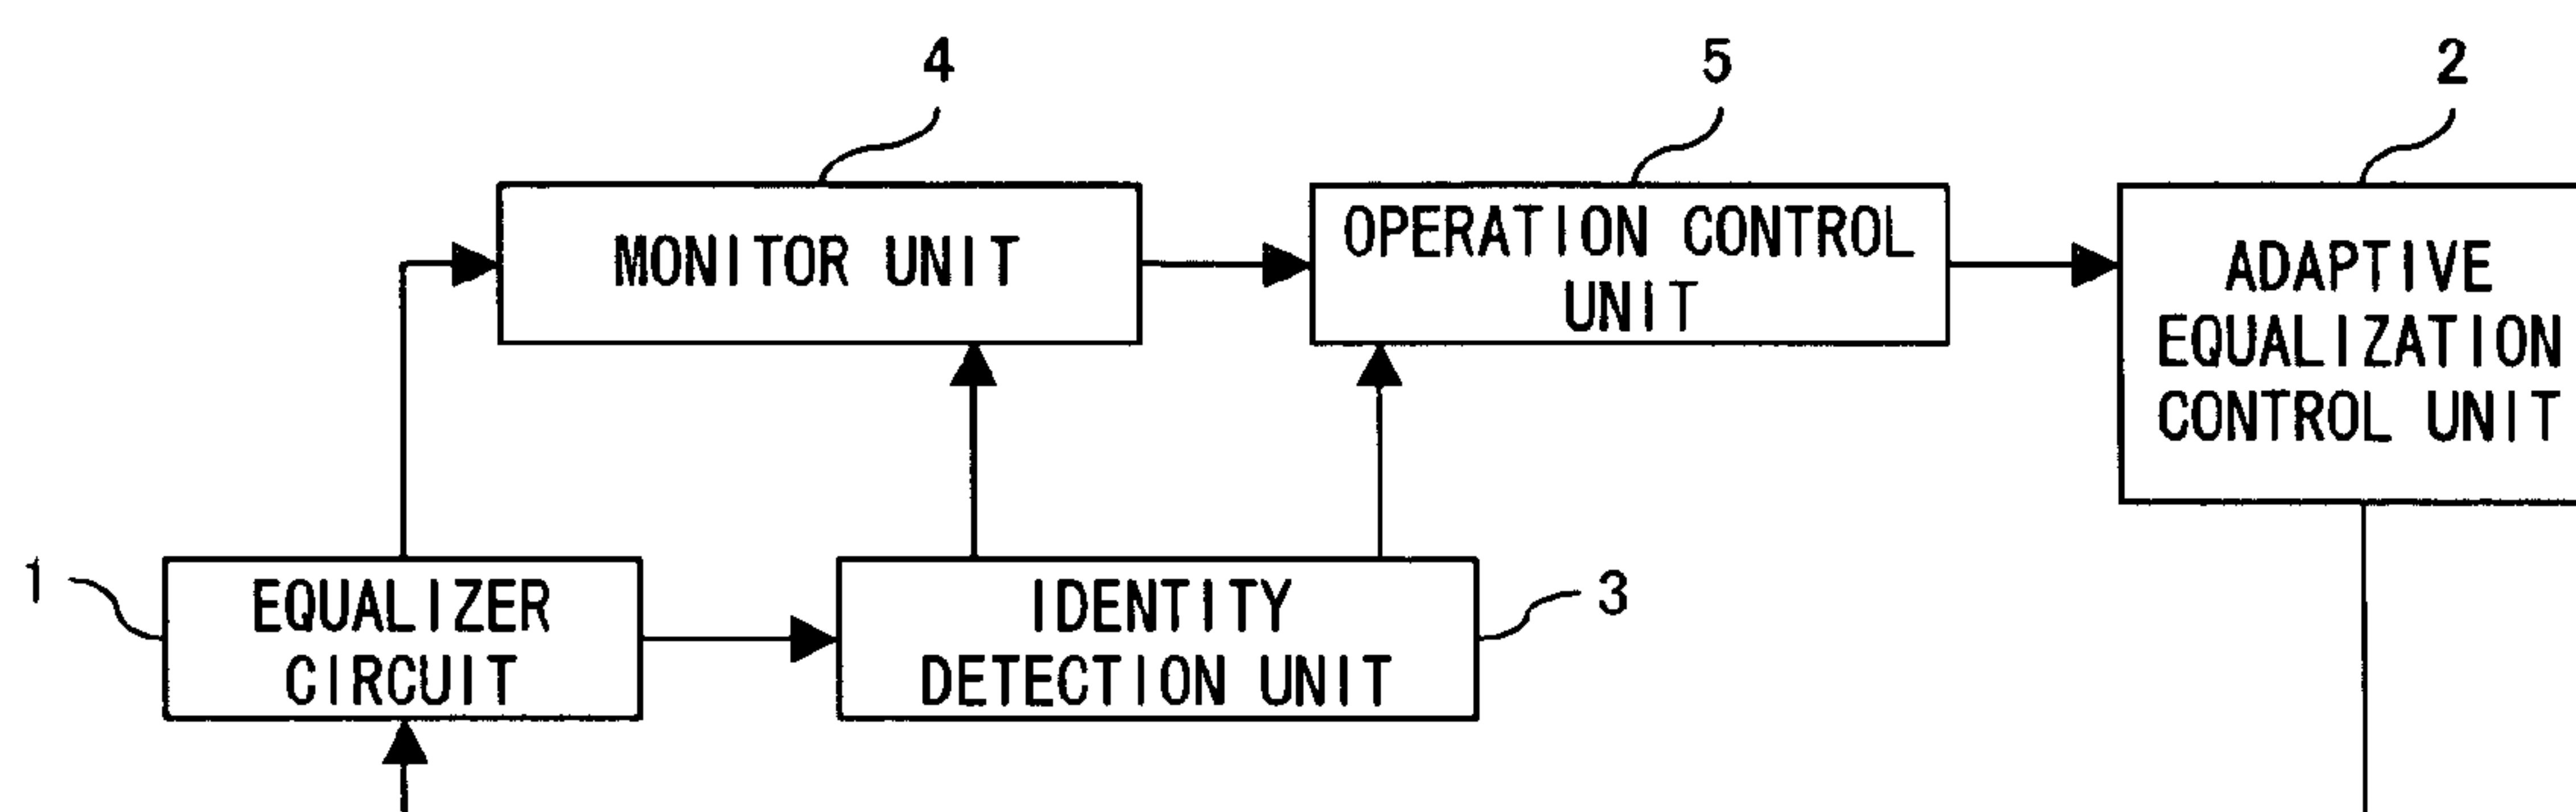 4
5
2
MONITOR UNIT
OPERATION CONTROL
UNIT
ADAPTIVE
EQUALIZATION
CONTROL UNIT
1
EQUALIZER
CIRCUIT
IDENTITY
DETECTION UNIT
3